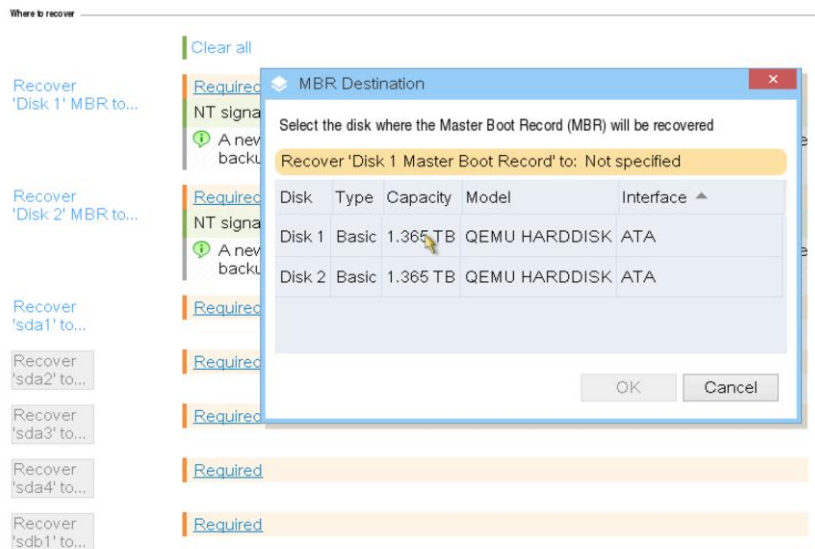 Where to recover
Clear all
Recover
'Disk 1' MBR to...
Required
NT signa
A new
backu
Recover
'Disk 2' MBR to...
Required
NT signa
A new
backu
Recover
'sda1' to...
Required
Recover
'sda2' to...
Required
Recover
'sda3' to...
Required
Recover
'sda4' to...
Required
Recover
'sdb1' to...
Required
MBR Destination
Select the disk where the Master Boot Record (MBR) will be recovered
Recover 'Disk 1 Master Boot Record' to: Not specified
Disk Type Capacity Model Interface
Disk 1 Basic 1.365 TB QEMU HARDDISK ATA
Disk 2 Basic 1.365 TB QEMU HARDDISK ATA
OK Cancel